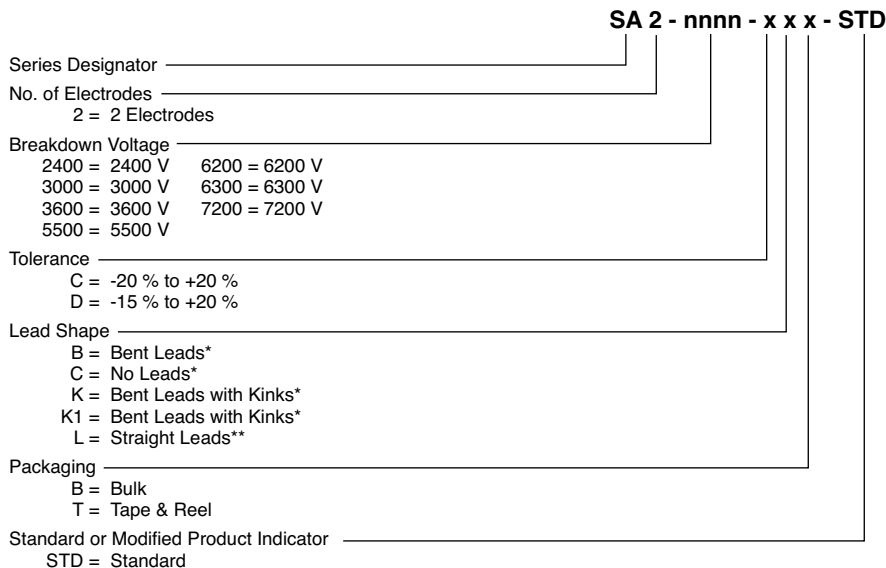 SA 2 - nnnn - x x x - STD
Series Designator
No. of Electrodes
2 = 2 Electrodes
Breakdown Voltage
2400 = 2400 V 6200 = 6200 V
3000 = 3000 V 6300 = 6300 V
3600 = 3600 V 7200 = 7200 V
5500 = 5500 V
Tolerance
C = -20 % to +20 %
D = -15 % to +20 %
Lead Shape
B = Bent Leads*
C = No Leads*
K = Bent Leads with Kinks*
K1 = Bent Leads with Kinks*
L = Straight Leads**
Packaging
B = Bulk
T = Tape & Reel
Standard or Modified Product Indicator
STD = Standard